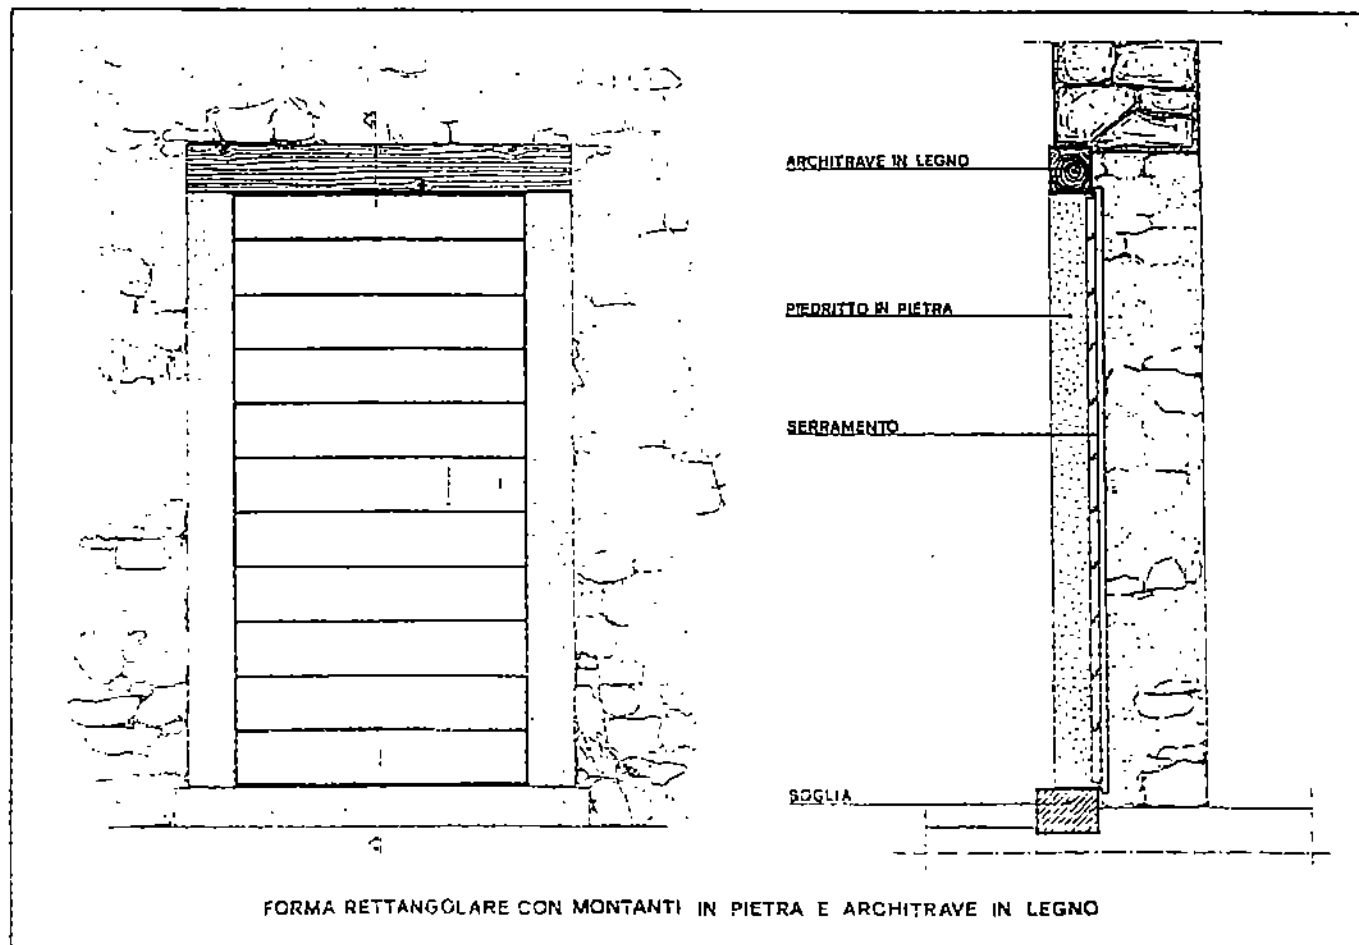 ARCHITRAVE IN LEGNO
PIEDRITTO IN PIETRA
SERRAMENTO
SOGLIA
FORMA RETTANGOLARE CON MONTANTI IN PIETRA E ARCHITRAVE IN LEGNO